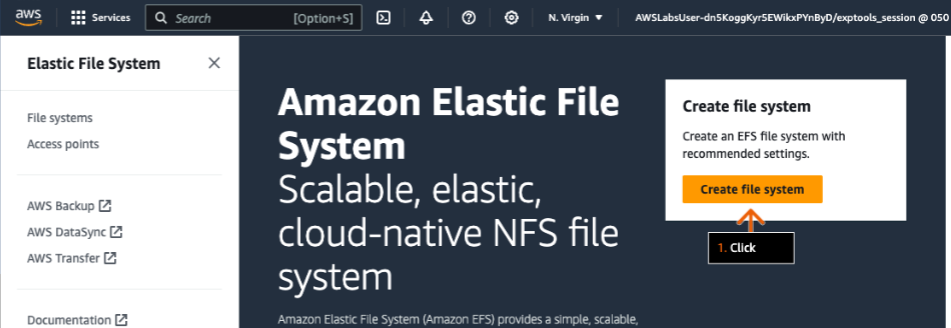 aws
Services
Search
[Option+S]
N. Virgin
AWSLabsUser-dn5KoggKyr5EWikxPYnByD/exptools_session @ 050
Elastic File System
File systems
Access points
AWS Backup
AWS DataSync
AWS Transfer
Documentation
Amazon Elastic File
System
Scalable, elastic,
cloud-native NFS file
system
Amazon Elastic File System (Amazon EFS) provides a simple, scalable,
Create file system
Create an EFS file system with
recommended settings.
Create file system
1. Click